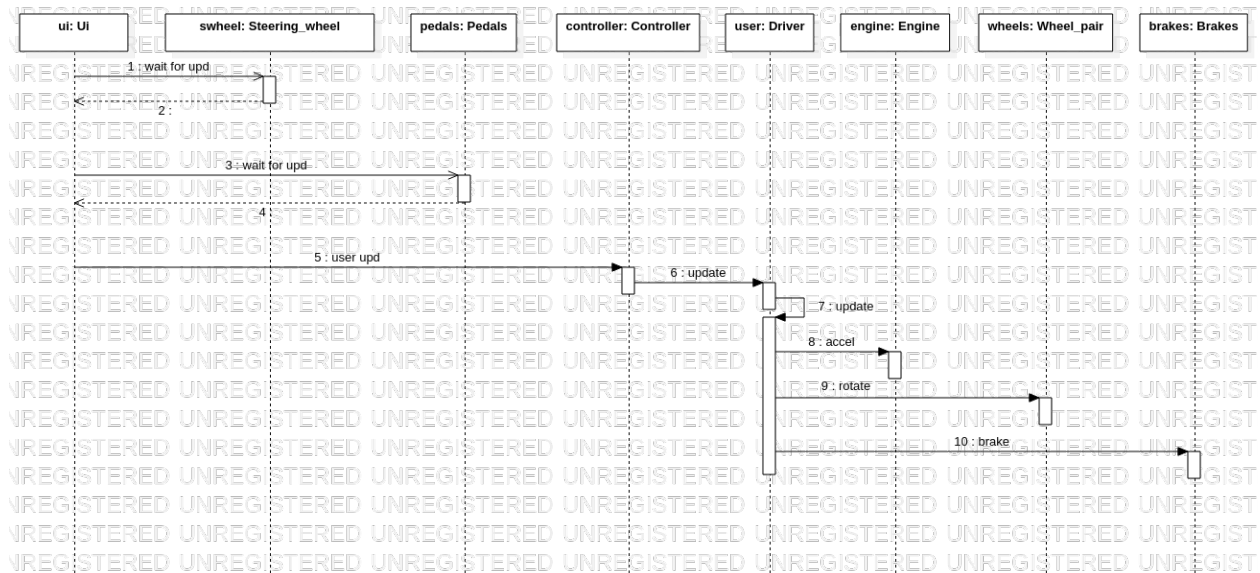 ui: Ui
swheel: Steering_wheel
pedals: Pedals
controller: Controller
user: Driver
engine: Engine
wheels: Wheel_pair
brakes: Brakes
1 : wait for upd
2 :
3 : wait for upd
4
5 : user upd
6 : update
7 : update
8 : accel
9 : rotate
10 : brake
UNREGISTERED